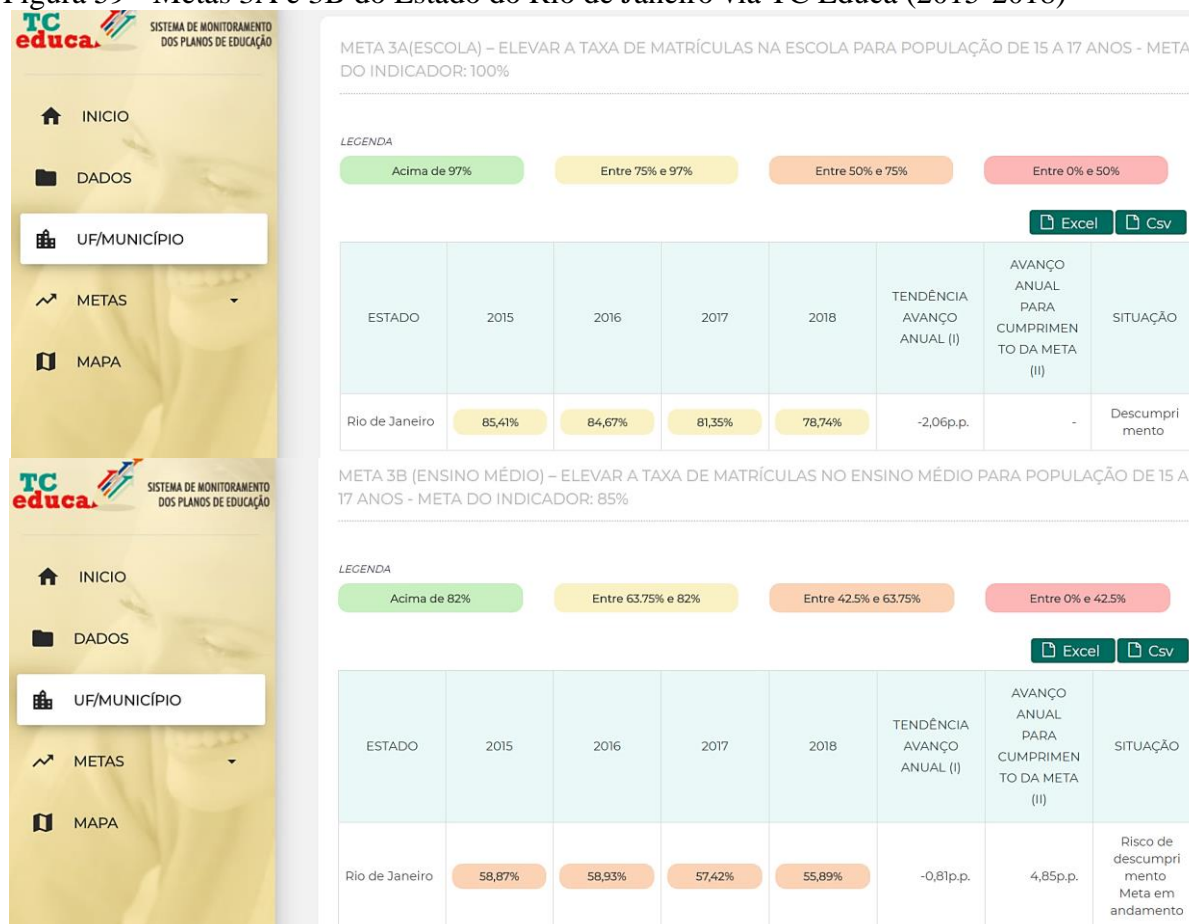 Figura 39 - Metas 3A e 3B do Estado do Rio de Janeiro via TC Educa (2015-2018)
TC educa.
SISTEMA DE MONITORAMENTO
DOS PLANOS DE EDUCAÇÃO
INICIO
DADOS
UF/MUNICÍPIO
METAS
MAPA
META 3A(ESCOLA) – ELEVAR A TAXA DE MATRÍCULAS NA ESCOLA PARA POPULAÇÃO DE 15 A 17 ANOS - META
DO INDICADOR: 100%
LEGENDA
Acima de 97% Entre 75% e 97% Entre 50% e 75% Entre 0% e 50%
Excel Csv
ESTADO 2015 2016 2017 2018
TENDÊNCIA
AVANÇO
ANUAL (I)
AVANÇO
ANUAL
PARA
CUMPRIMEN
TO DA META
(II)
SITUAÇÃO
Rio de Janeiro 85,41% 84,67% 81,35% 78,74% -2,06p.p. -
Descumpri
mento
TC educa.
SISTEMA DE MONITORAMENTO
DOS PLANOS DE EDUCAÇÃO
INICIO
DADOS
UF/MUNICÍPIO
METAS
MAPA
META 3B (ENSINO MÉDIO) – ELEVAR A TAXA DE MATRÍCULAS NO ENSINO MÉDIO PARA POPULAÇÃO DE 15 A
17 ANOS - META DO INDICADOR: 85%
LEGENDA
Acima de 82% Entre 63.75% e 82% Entre 42.5% e 63.75% Entre 0% e 42.5%
Excel Csv
ESTADO 2015 2016 2017 2018
TENDÊNCIA
AVANÇO
ANUAL (I)
AVANÇO
ANUAL
PARA
CUMPRIMEN
TO DA META
(II)
SITUAÇÃO
Rio de Janeiro 58,87% 58,93% 57,42% 55,89% -0,81p.p. 4,85p.p.
Risco de
descumpri
mento
Meta em
andamento